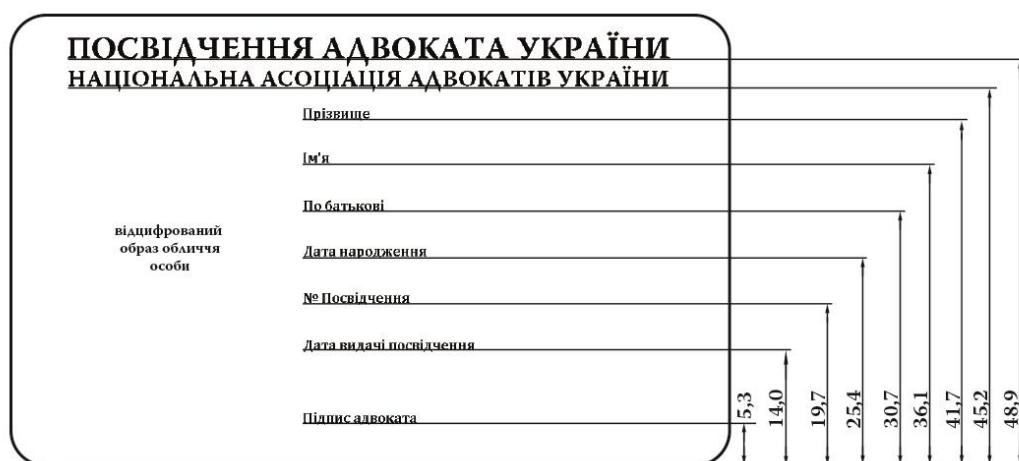 ПОСВІДЧЕННЯ АДВОКАТА УКРАЇНИ
НАЦІОНАЛЬНА АСОЦІАЦІЯ АДВОКАТІВ УКРАЇНИ
Прізвище
Ім'я
По батькові
відцифрований
образ обличчя
особи
Дата народження
№ Посвідчення
Дата видачі посвідчення
Підпис адвоката
5,3
14,0
19,7
25,4
30,7
36,1
41,7
45,2
48,9